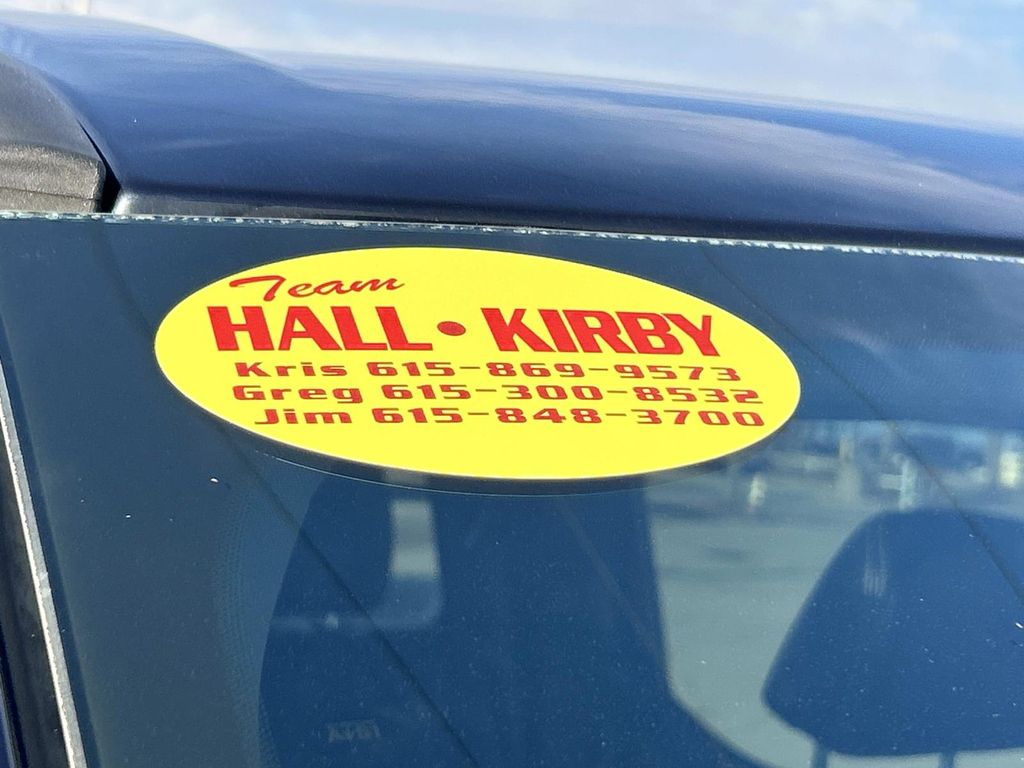 Team
HALL • KIRBY
Kris 615-869-9573
Greg 615-300-8532
Jim 615-848-3700